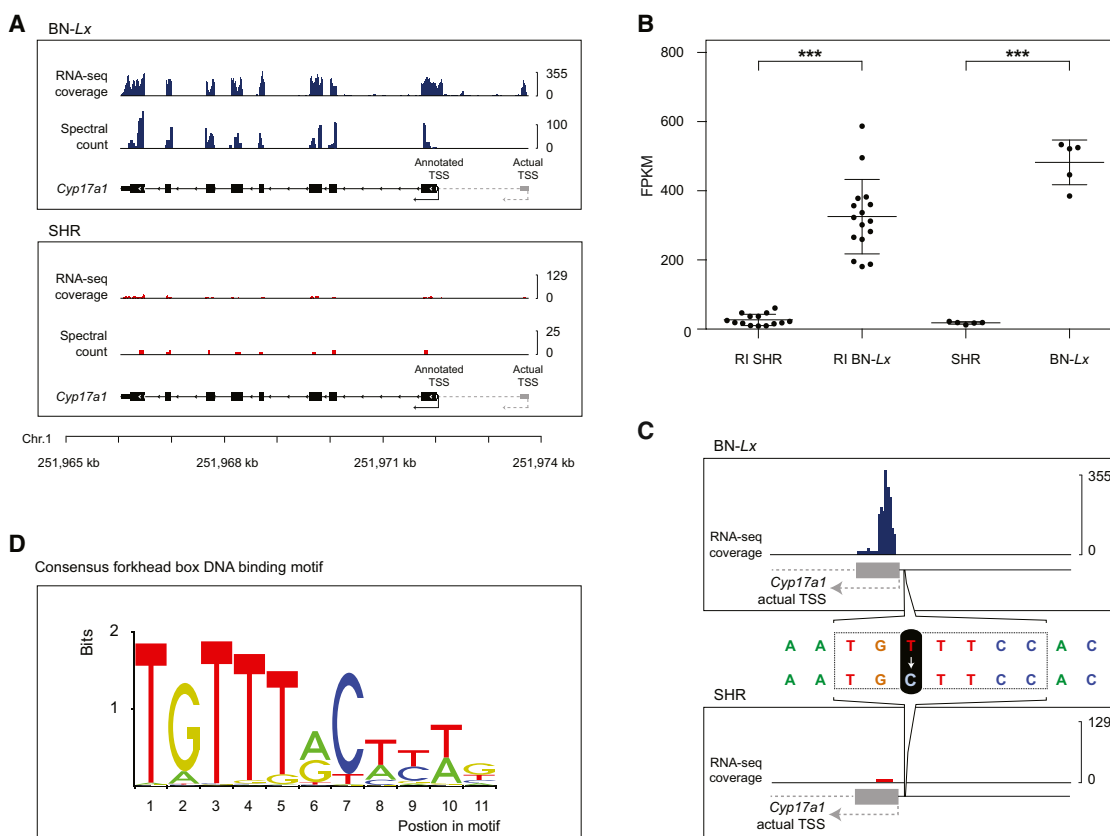 A
BN-Lx
RNA-seq
coverage
355
0
Spectral
count
100
0
Annotated
TSS
Actual
TSS
Cyp17a1
SHR
RNA-seq
coverage
129
0
Spectral
count
25
0
Annotated
TSS
Actual
TSS
Cyp17a1
Chr.1
251,965 kb 251,968 kb 251,971 kb 251,974 kb
B
FPKM
800
600
400
200
0
*** ***
RI SHR RI BN-Lx SHR BN-Lx
C
BN-Lx
355
0
RNA-seq
coverage
Cyp17a1
actual TSS
A A T G T T T C C A C
A A T G C T T C C A C
SHR
129
0
RNA-seq
coverage
Cyp17a1
actual TSS
D
Consensus forkhead box DNA binding motif
Bits
2
1
T G T T T A C T T T G
1 2 3 4 5 6 7 8 9 10 11
Postion in motif